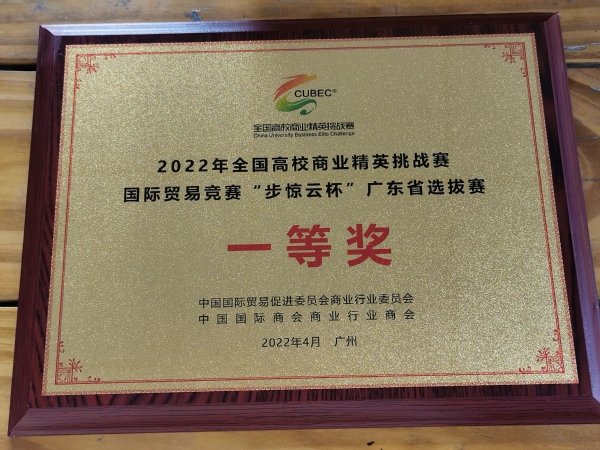 CUBEC®
全国高校商业精英挑战赛
China University Business Elite Challenge
2022年全国高校商业精英挑战赛
国际贸易竞赛“步惊云杯”广东省选拔赛
一等奖
中国国际贸易促进委员会商业行业委员会
中国国际商会商业行业商会
2022年4月 广州